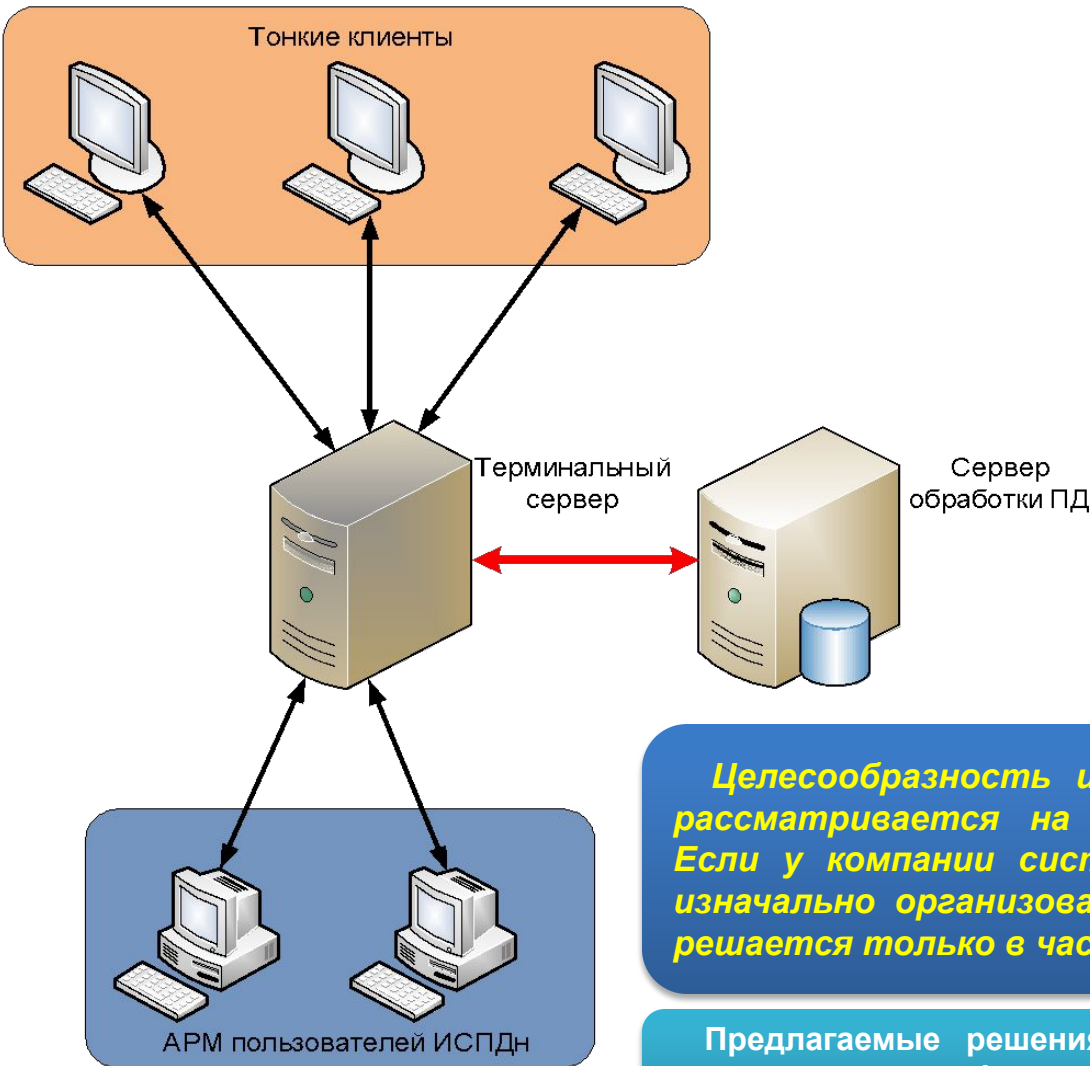 Тонкие клиенты
Терминальный
сервер
Сервер
обработки ПД
Целесообразность
рассматривается на
Если у компании
изначально
решается только в
АРМ пользователей ИСПДн
Предлагаемые